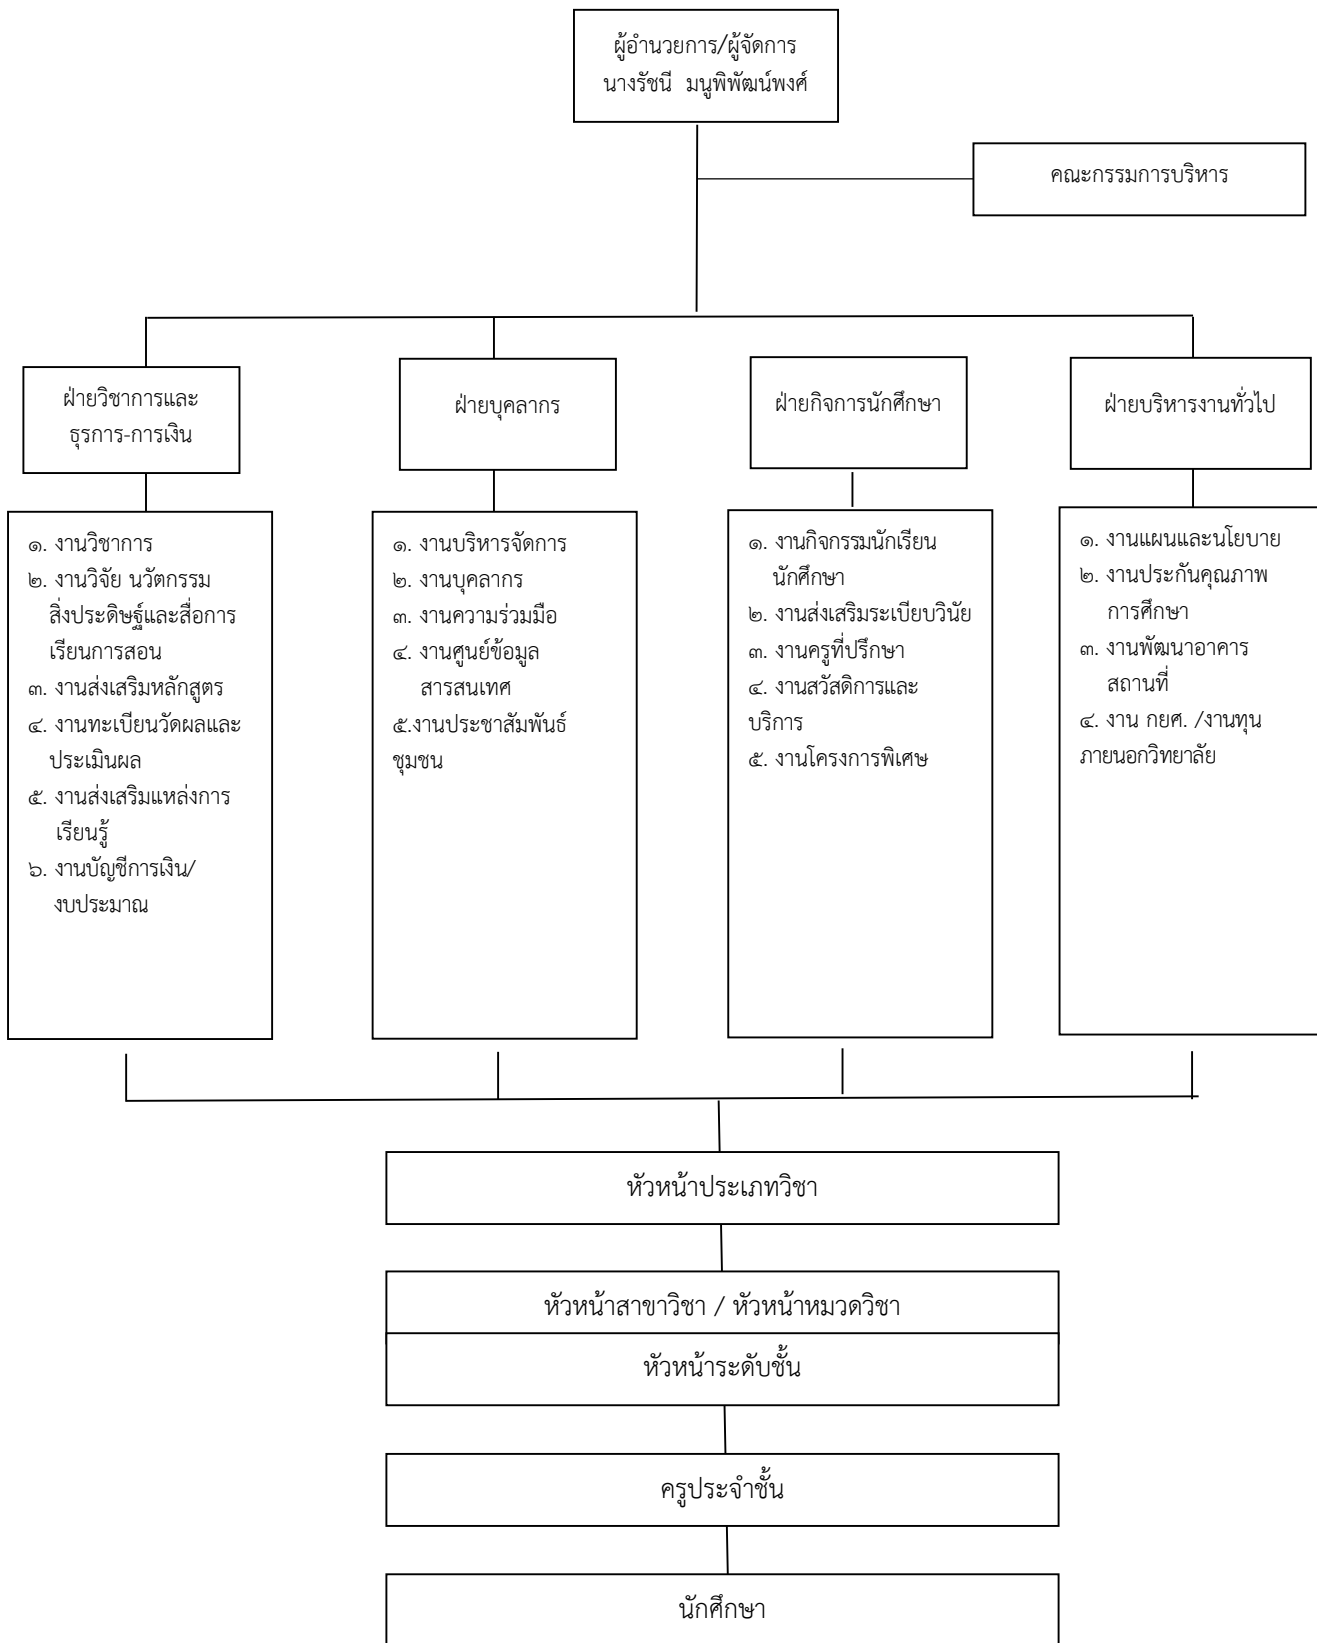 ผู้อำนวยการ/ผู้จัดการ
นางรัชนี  มนูพิพัฒน์พงศ์
คณะกรรมการบริหาร
ฝ่ายวิชาการและ
ธุรการ-การเงิน
ฝ่ายบุคลากร
ฝ่ายกิจการนักศึกษา
ฝ่ายบริหารงานทั่วไป
๑. งานวิชาการ
๒. งานวิจัย นวัตกรรม
สิ่งประดิษฐ์และสื่อการ
เรียนการสอน
๓. งานส่งเสริมหลักสูตร
๔. งานทะเบียนวัดผลและ
ประเมินผล
๕. งานส่งเสริมแหล่งการ
เรียนรู้
๖. งานบัญชีการเงิน/
งบประมาณ
๑. งานบริหารจัดการ
๒. งานบุคลากร
๓. งานความร่วมมือ
๔. งานศูนย์ข้อมูล
สารสนเทศ
๕.งานประชาสัมพันธ์
ชุมชน
๑. งานกิจกรรมนักเรียน
นักศึกษา
๒. งานส่งเสริมระเบียบวินัย
๓. งานครูที่ปรึกษา
๔. งานสวัสดิการและ
บริการ
๕. งานโครงการพิเศษ
๑. งานแผนและนโยบาย
๒. งานประกันคุณภาพ
การศึกษา
๓. งานพัฒนาอาคาร
สถานที่
๔. งาน กยศ. /งานทุน
ภายนอกวิทยาลัย
หัวหน้าประเภทวิชา
หัวหน้าสาขาวิชา / หัวหน้าหมวดวิชา
หัวหน้าระดับชั้น
ครูประจำชั้น
นักศึกษา